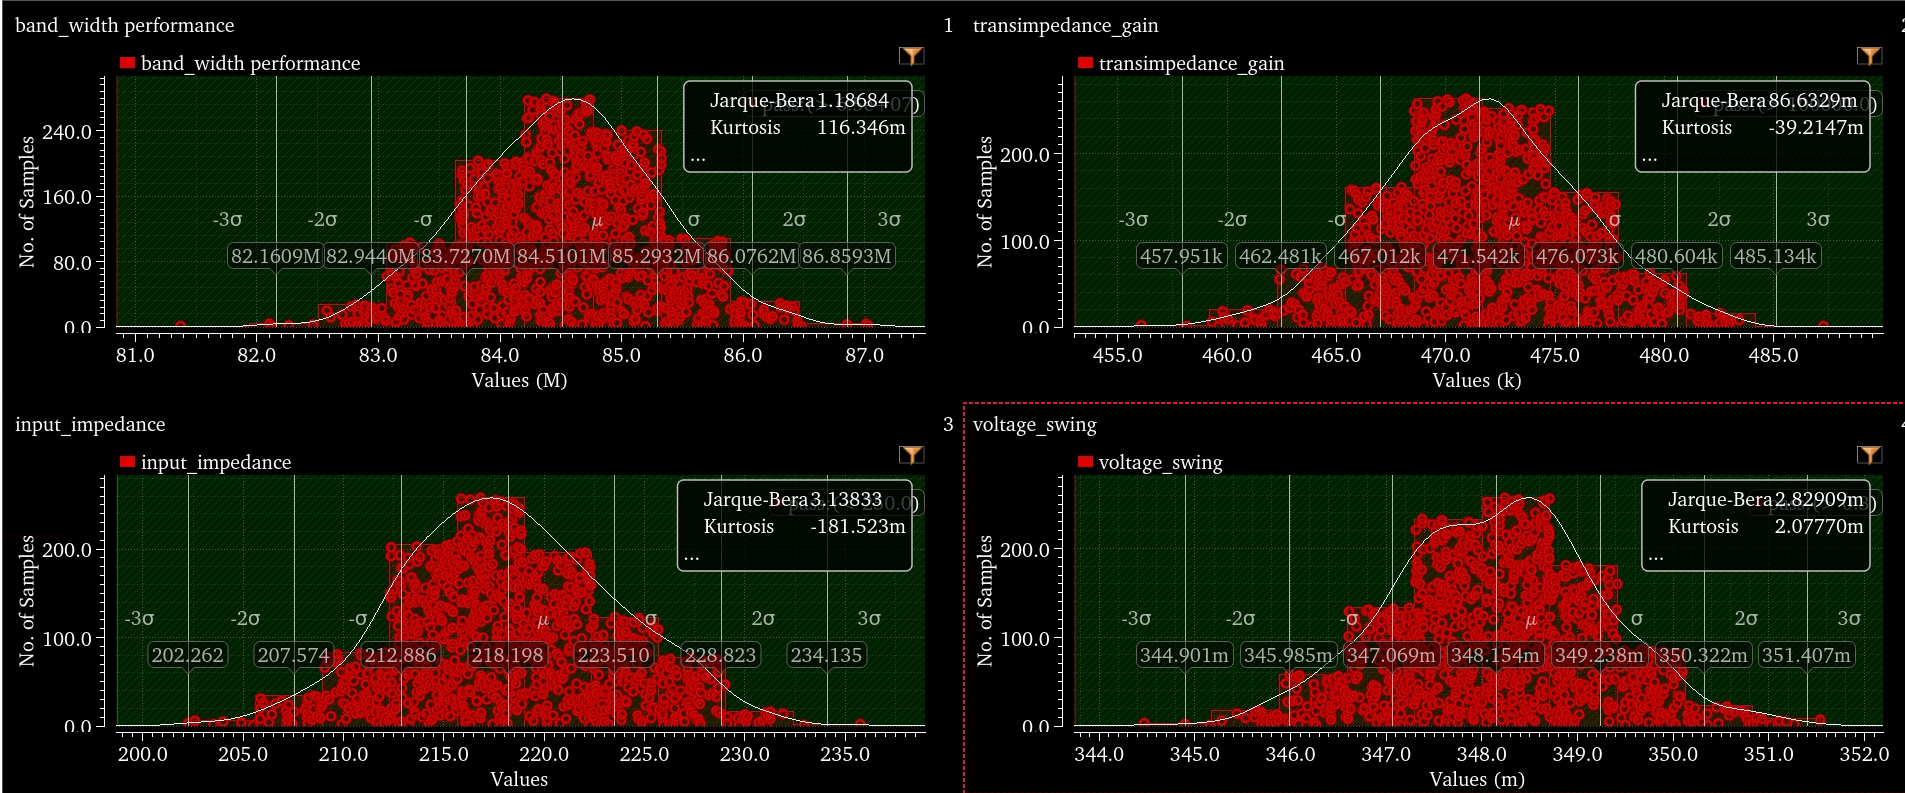 band_width performance 1
band_width performance
Jarque-Bera 1.18684
Kurtosis 116.346m
...
07)
No. of Samples
240.0
160.0
80.0
0.0
-3σ -2σ -σ μ σ 2σ 3σ
82.1609M 82.9440M 83.7270M 84.5101M 85.2932M 86.0762M 86.8593M
81.0 82.0 83.0 84.0 85.0 86.0 87.0
Values (M)
transimpedance_gain
transimpedance_gain
Jarque-Bera 86.6329m
Kurtosis -39.2147m
...
No. of Samples
200.0
100.0
0.0
-3σ -2σ -σ μ σ 2σ 3σ
457.951k 462.481k 467.012k 471.542k 476.073k 480.604k 485.134k
455.0 460.0 465.0 470.0 475.0 480.0 485.0
Values (k)
input_impedance 3
input_impedance
Jarque-Bera 3.13833
Kurtosis -181.523m
...
No. of Samples
200.0
100.0
0.0
-3σ -2σ -σ μ σ 2σ 3σ
202.262 207.574 212.886 218.198 223.510 228.823 234.135
200.0 205.0 210.0 215.0 220.0 225.0 230.0 235.0
Values
voltage_swing
voltage_swing
Jarque-Bera 2.82909m
Kurtosis 2.07770m
...
No. of Samples
200.0
100.0
0.0
-3σ -2σ -σ μ σ 2σ 3σ
344.901m 345.985m 347.069m 348.154m 349.238m 350.322m 351.407m
344.0 345.0 346.0 347.0 348.0 349.0 350.0 351.0 352.0
Values (m)